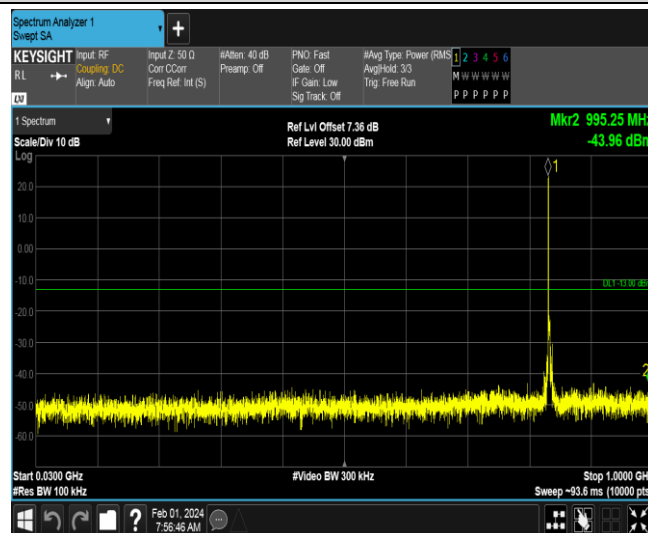 Spectrum Analyzer 1
Swept SA
+
KEYSIGHT
RL
Input: RF
Coupling: DC
Align: Auto
Input Z: 50 Ω
Corr CCorr
Freq Ref: Int (S)
#Atten: 40 dB
Preamp: Off
PNO: Fast
Gate: Off
IF Gain: Low
Sig Track: Off
#Avg Type: Power (RMS
Avg|Hold: 3/3
Trig: Free Run
1 2 3 4 5 6
M W W W W W
P P P P P P
LXI
1 Spectrum
Scale/Div 10 dB
Ref Lvl Offset 7.36 dB
Ref Level 30.00 dBm
Mkr2 995.25 MHz
-43.96 dBm
Log
1
20.0
10.0
0.00
-10.0
DL1 -13.00 dBm
-20.0
-30.0
-40.0
2
-50.0
-60.0
Start 0.0300 GHz
#Res BW 100 kHz
#Video BW 300 kHz
Stop 1.0000 GH
Sweep ~93.6 ms (10000 pts
?
Feb 01, 2024
7:56:46 AM